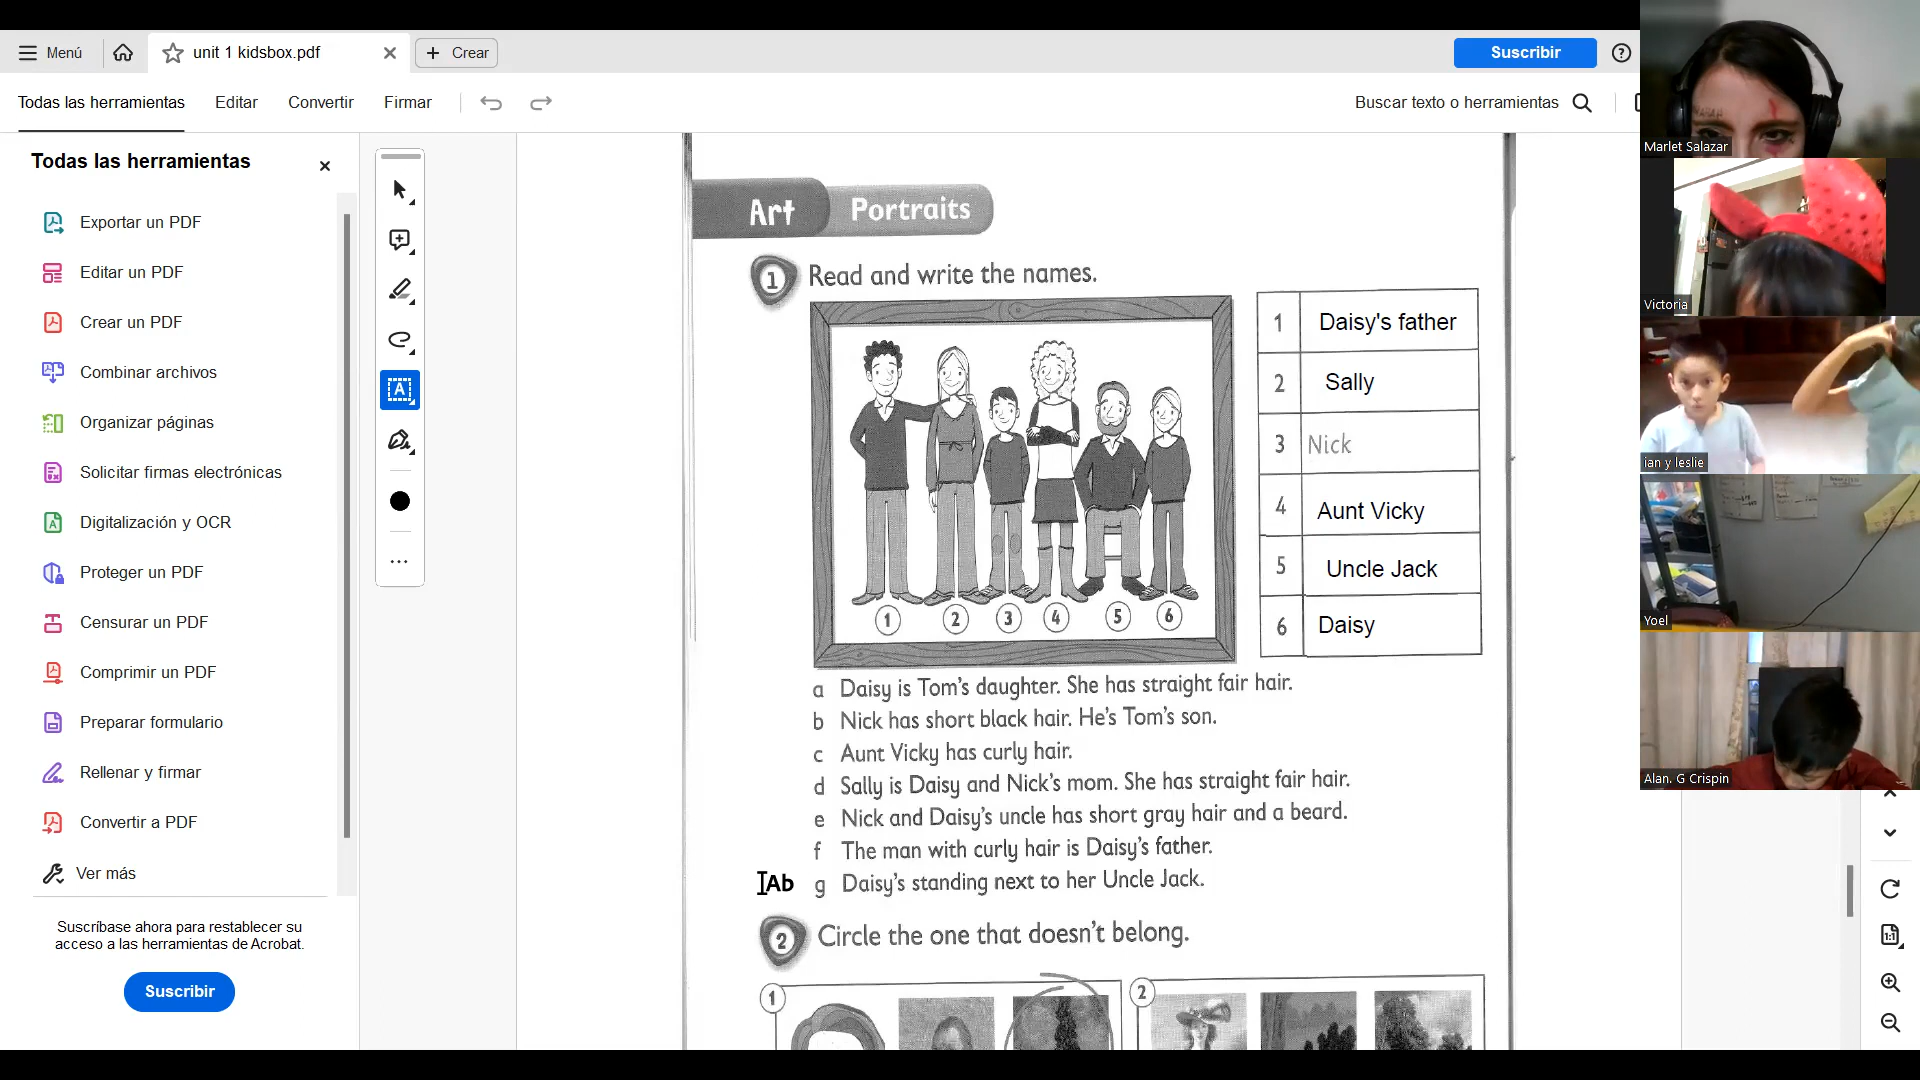 Menú
unit 1 kidsbox.pdf
Crear
Suscribir
Todas las herramientas
Editar
Convertir
Firmar
Buscar texto o herramientas
Todas las herramientas
Exportar un PDF
Editar un PDF
Crear un PDF
Combinar archivos
Organizar páginas
Solicitar firmas electrónicas
Digitalización y OCR
Proteger un PDF
Censurar un PDF
Comprimir un PDF
Preparar formulario
Rellenar y firmar
Convertir a PDF
Ver más
Suscríbase ahora para restablecer su
acceso a las herramientas de Acrobat.
Suscribir
Art Portraits
1 Read and write the names.
1 2 3 4 5 6
1 Daisy's father
2 Sally
3 Nick
4 Aunt Vicky
5 Uncle Jack
6 Daisy
a Daisy is Tom's daughter. She has straight fair hair.
b Nick has short black hair. He's Tom's son.
c Aunt Vicky has curly hair.
d Sally is Daisy and Nick's mom. She has straight fair hair.
e Nick and Daisy's uncle has short gray hair and a beard.
f The man with curly hair is Daisy's father.
Ab
g Daisy's standing next to her Uncle Jack.
2 Circle the one that doesn't belong.
1
2
Marlet Salazar
Victoria
ian y leslie
Yoel
Alan. G Crispin
1:1